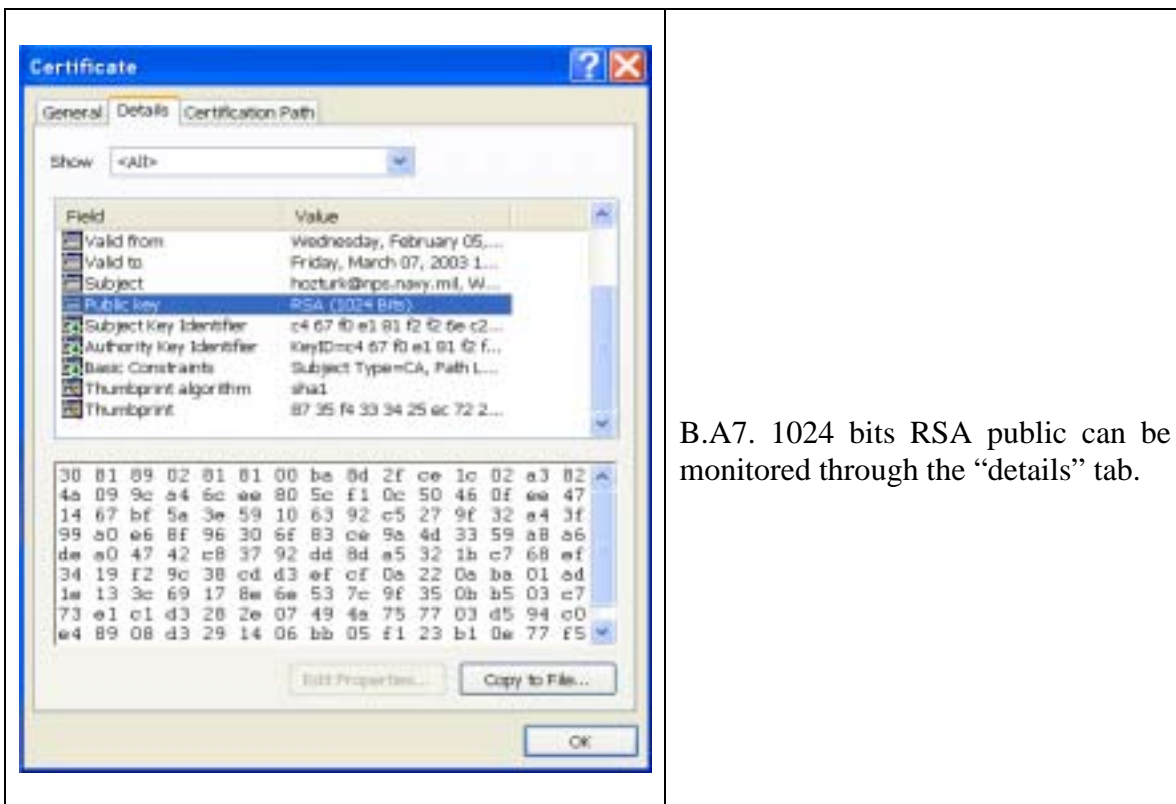 Certificate
General Details Certification Path
Show <All>
Field Value
Valid from Wednesday, February 05,...
Valid to Friday, March 07, 2003 1...
Subject hozturk@nps.navy.mil, W...
Public key RSA (1024 Bits)
Subject Key Identifier c4 67 f0 e1 81 f2 f2 6e c2...
Authority Key Identifier KeyID=c4 67 f0 e1 81 f2 f...
Basic Constraints Subject Type=CA, Path L...
Thumbprint algorithm sha1
Thumbprint 87 35 f4 33 34 25 ec 72 2...
30 81 89 02 81 81 00 ba 8d 2f ce 1c 02 a3 82
4a 09 9c a4 6c ee 80 5c f1 0c 50 46 0f ee 47
14 67 bf 5a 3e 59 10 63 92 c5 27 9f 32 a4 3f
99 a0 e6 8f 96 30 6f 83 ce 9a 4d 33 59 a8 a6
de a0 47 42 c8 37 92 dd 8d a5 32 1b c7 68 ef
34 19 f2 9c 38 cd d3 ef cf 0a 22 0a ba 01 ad
1e 13 3c 69 17 8e 6e 53 7c 9f 35 0b b5 03 c7
73 e1 c1 d3 28 2e 07 49 4a 75 77 03 d5 94 c0
e4 89 08 d3 29 14 06 bb 05 f1 23 b1 0e 77 f5
Edit Properties... Copy to File...
OK
B.A7. 1024 bits RSA public can be
monitored through the “details” tab.